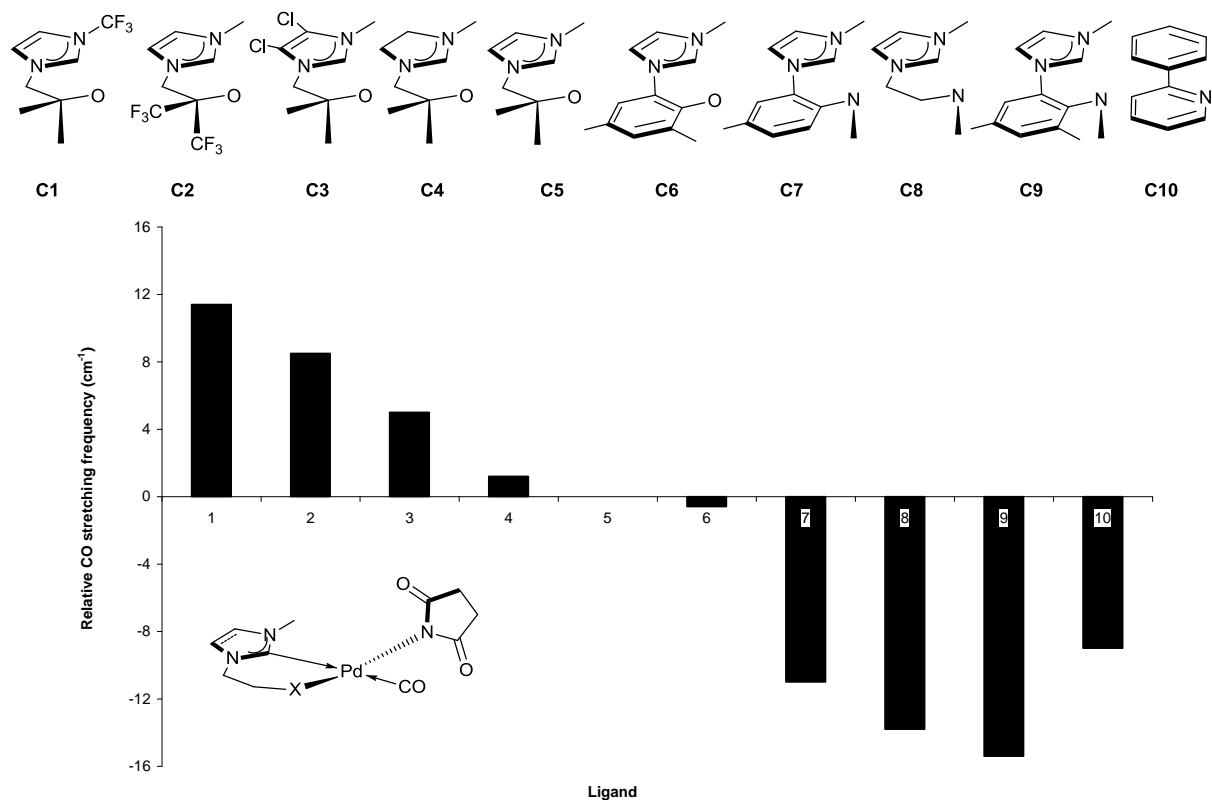 CF3
N
N
O
N
N
O
F3C
CF3
Cl
Cl
N
N
O
N
N
O
N
N
O
N
N
O
N
N
N
N
N
N
N
N
N
N
C1 C2 C3 C4 C5 C6 C7 C8 C9 C10
Relative CO stretching frequency (cm-1)
16
12
8
4
0
-4
-8
-12
-16
1 2 3 4 5 6 7 8 9 10
O
N
N
N
O
Pd
X
CO
Ligand